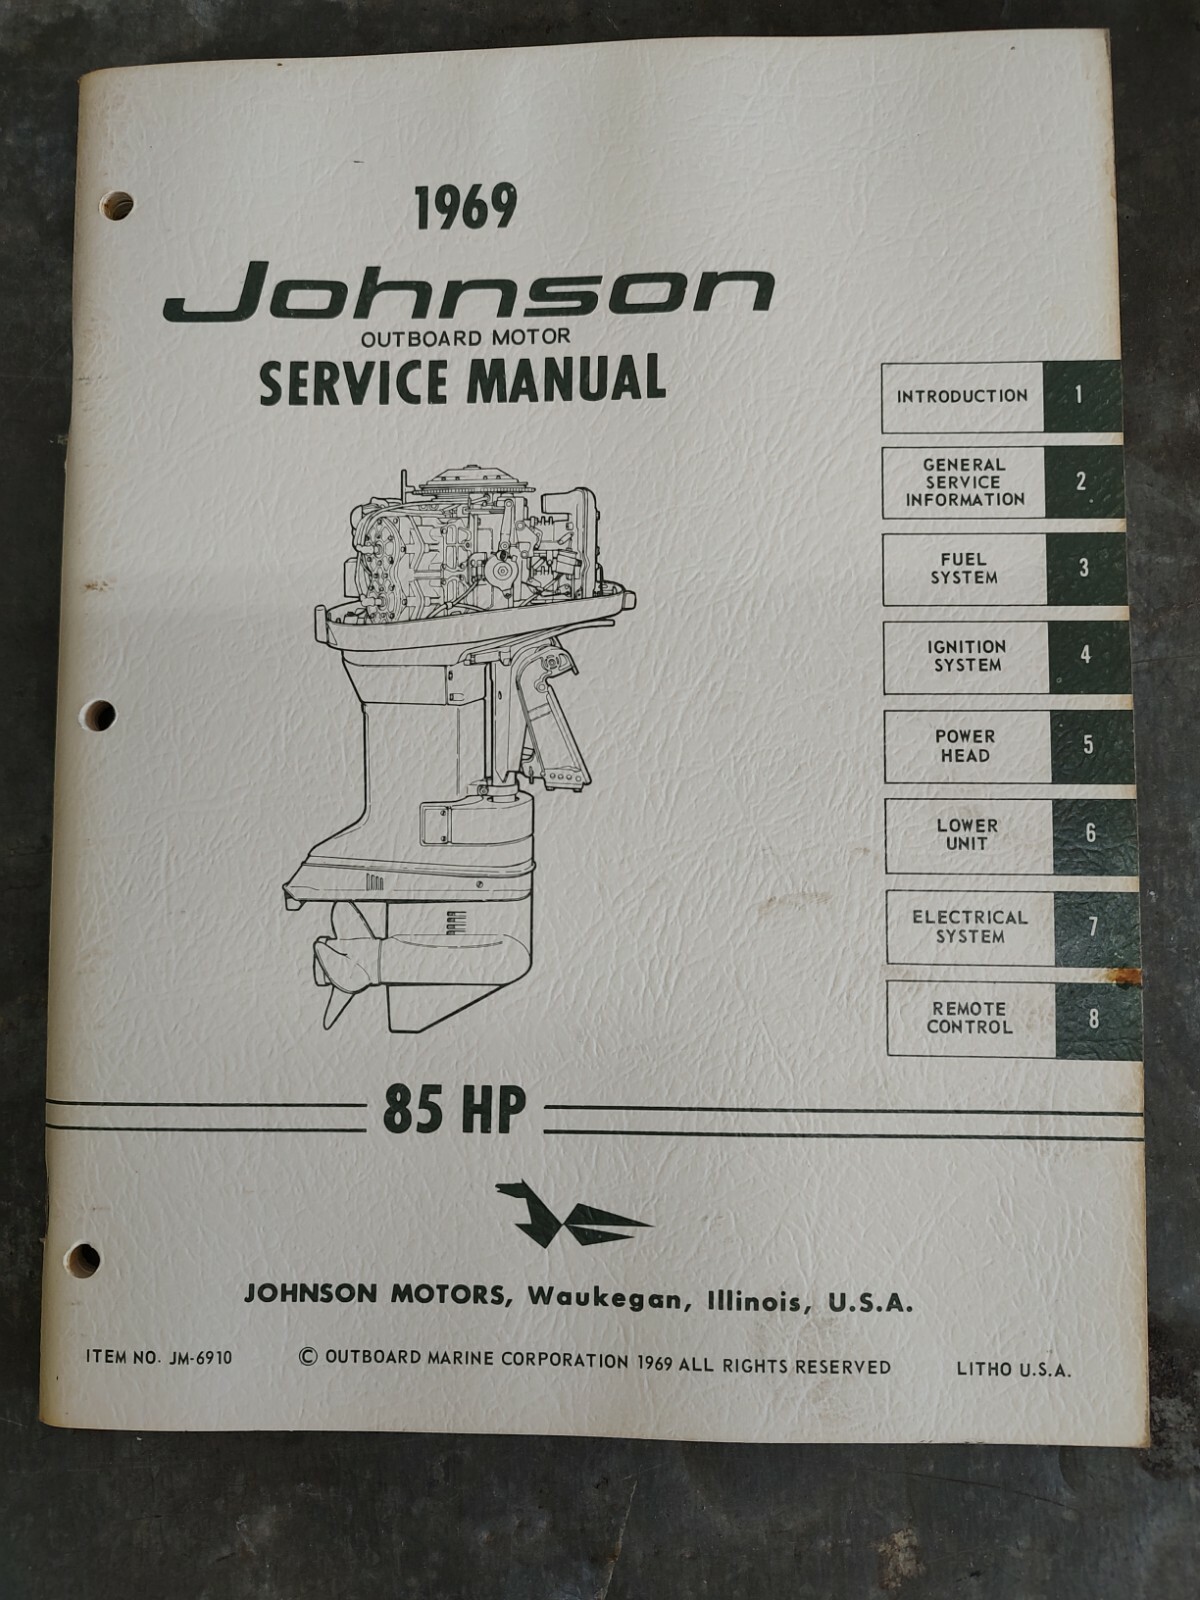 1969
Johnson
OUTBOARD MOTOR
SERVICE MANUAL
INTRODUCTION 1
GENERAL
SERVICE 2
INFORMATION
FUEL
SYSTEM 3
IGNITION
SYSTEM 4
POWER
HEAD 5
LOWER
UNIT 6
ELECTRICAL
SYSTEM 7
REMOTE
CONTROL 8
85 HP
JOHNSON MOTORS, Waukegan, Illinois, U.S.A.
ITEM NO. JM-6910 © OUTBOARD MARINE CORPORATION 1969 ALL RIGHTS RESERVED LITHO U.S.A.